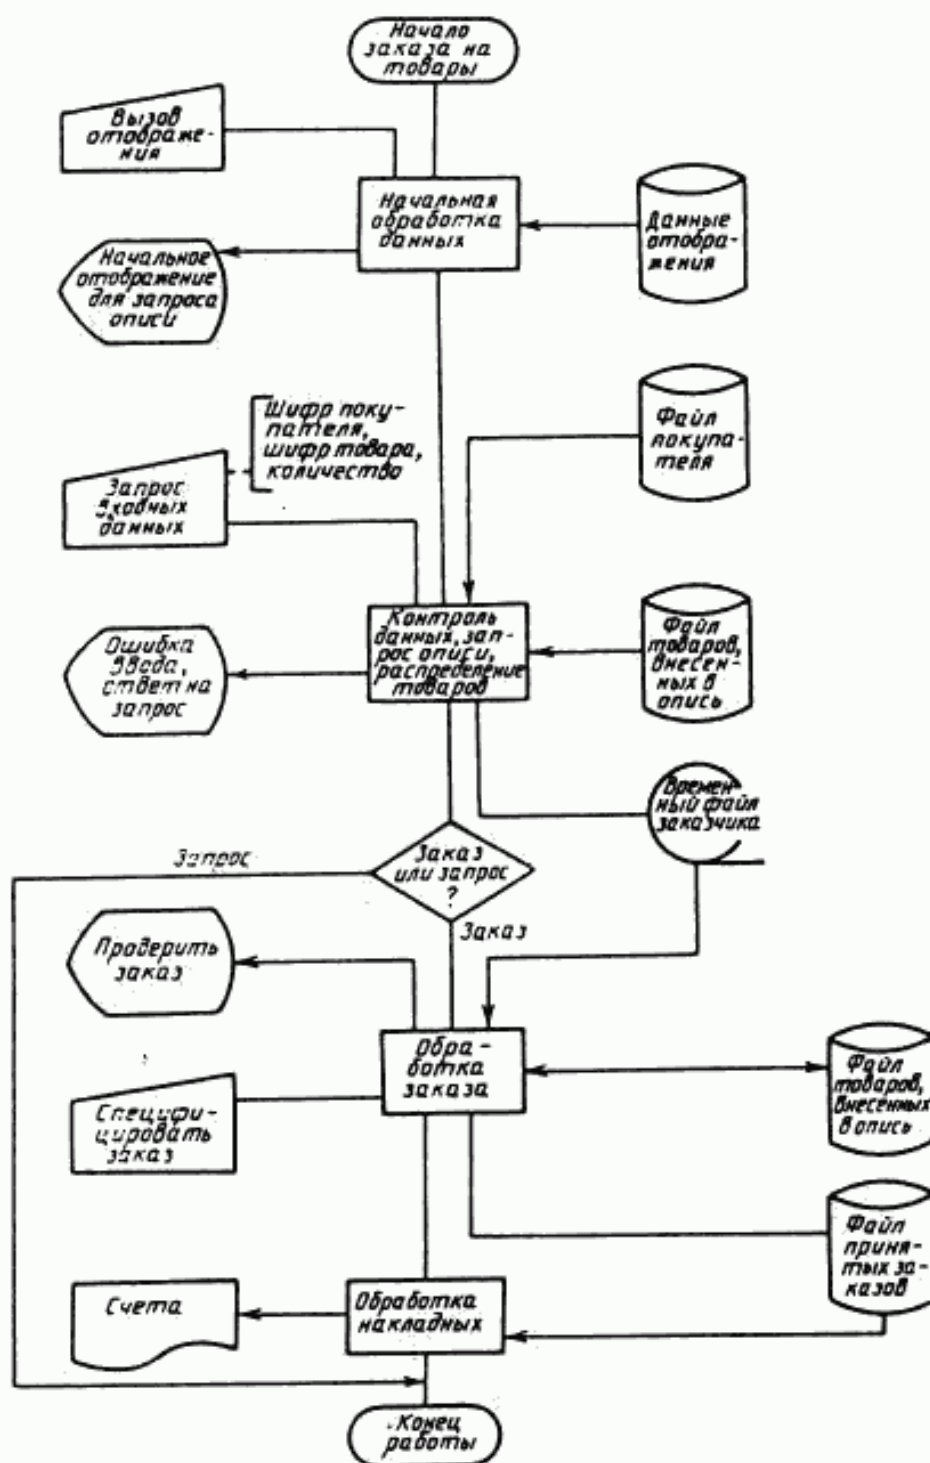 Начало
заказа на
товары
Вызов
отображе-
ния
Начальная
обработка
данных
Данные
отобра-
жения
Начальное
отображение
для запроса
описи
Шифр поку-
пателя,
шифр товара,
количество
Файл
покупа-
теля
Запрос
входных
данных
Контроль
данных, зап-
рос описи,
распределение
товаров
Файл
товаров,
внесен-
ных в
опись
Ошибка
ввода,
ответ на
запрос
Времен-
ный файл
заказчика
Запрос
Заказ
или запрос
?
Заказ
Проверить
заказ
Обра-
ботка
заказа
Файл
товаров,
внесенных
в опись
Специфи-
цировать
заказ
Файл
приня-
тых за-
казов
Счета
Обработка
накладных
Конец
работы